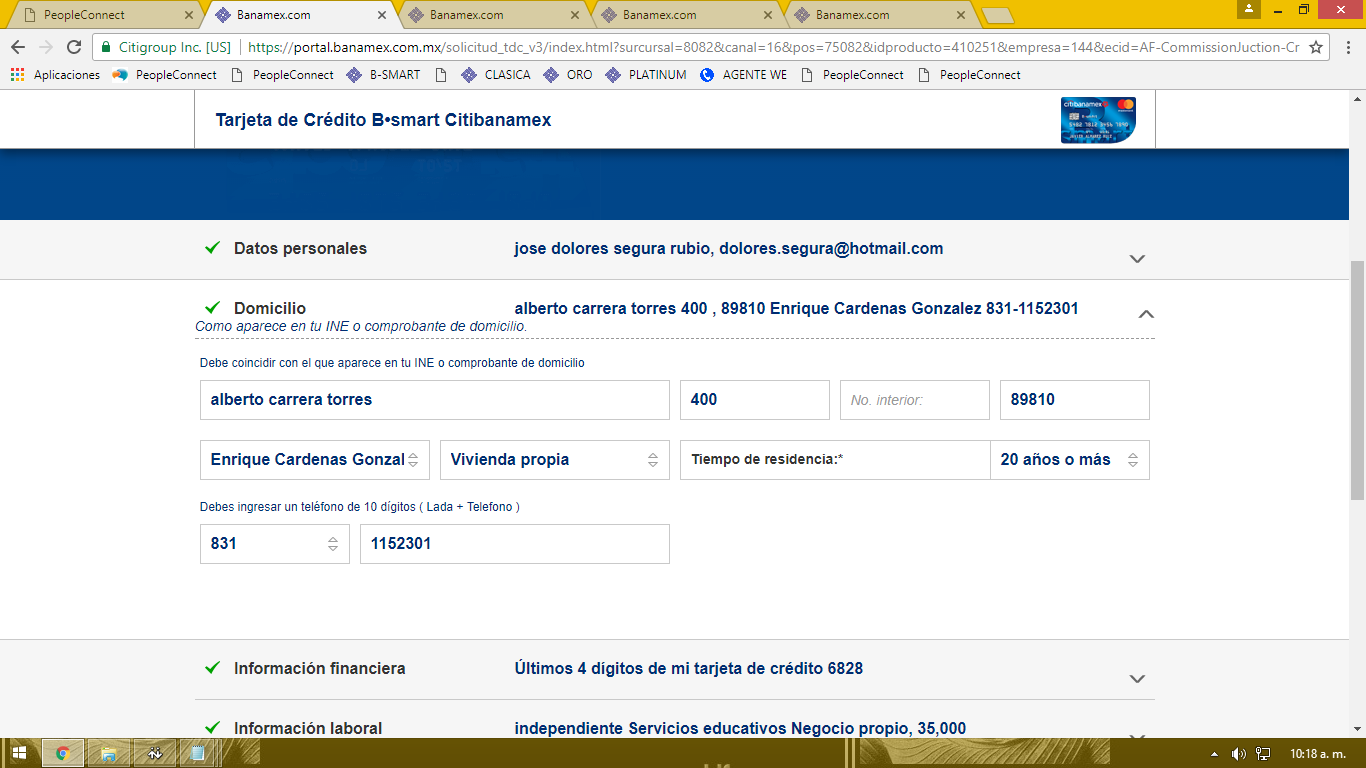 PeopleConnect
Banamex.com
Banamex.com
Banamex.com
Banamex.com
Citigroup Inc. [US] https://portal.banamex.com.mx/solicitud_tdc_v3/index.html?sursursal=8082&canal=16&pos=75082&idproducto=410251&empresa=144&ecid=AF-CommissionJuction-Cr
Aplicaciones PeopleConnect PeopleConnect B-SMART CLASICA ORO PLATINUM AGENTE WE PeopleConnect PeopleConnect
Tarjeta de Crédito B•smart Citibanamex
citibanamex
Datos personales jose dolores segura rubio, dolores.segura@hotmail.com
Domicilio alberto carrera torres 400 , 89810 Enrique Cardenas Gonzalez 831-1152301
Como aparece en tu INE o comprobante de domicilio.
Debe coincidir con el que aparece en tu INE o comprobante de domicilio
alberto carrera torres 400 No. interior: 89810
Enrique Cardenas Gonzal Vivienda propia Tiempo de residencia:* 20 años o más
Debes ingresar un teléfono de 10 dígitos ( Lada + Telefono )
831 1152301
Información financiera Últimos 4 dígitos de mi tarjeta de crédito 6828
Información laboral independiente Servicios educativos Negocio propio, 35,000
10:18 a. m.